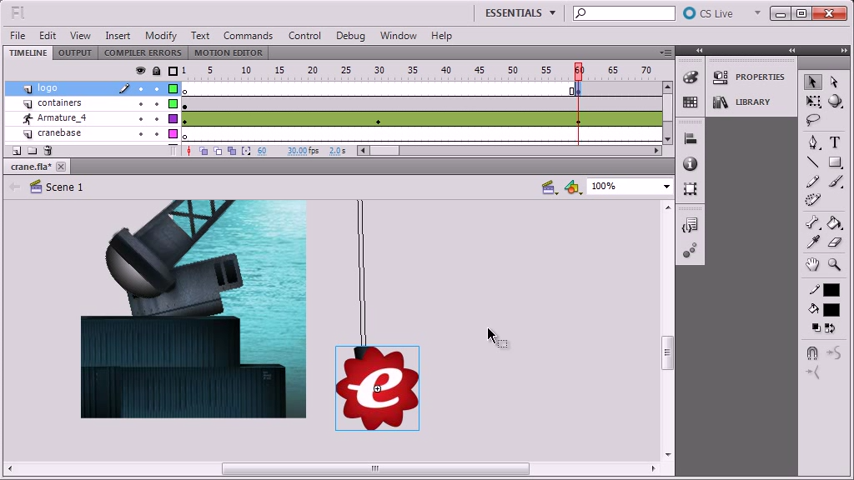 Fl
ESSENTIALS
CS Live
File Edit View Insert Modify Text Commands Control Debug Window Help
TIMELINE OUTPUT COMPILER ERRORS MOTION EDITOR
1 5 10 15 20 25 30 35 40 45 50 55 60 65 70
logo
containers
Armature_4
cranebase
60 30.00 fps 2.0 s
crane.fla*
Scene 1
100%
PROPERTIES
LIBRARY
T
e